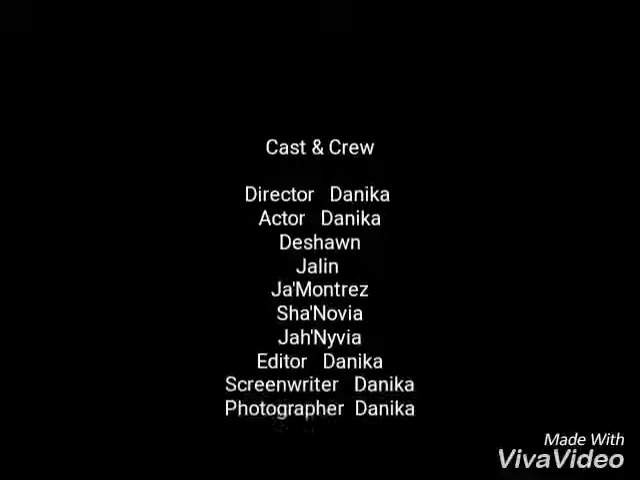 Cast & Crew
Director Danika
Actor Danika
Deshawn
Jalin
Ja'Montrez
Sha'Novia
Jah'Nyvia
Editor Danika
Screenwriter Danika
Photographer Danika
Made With
VivaVideo